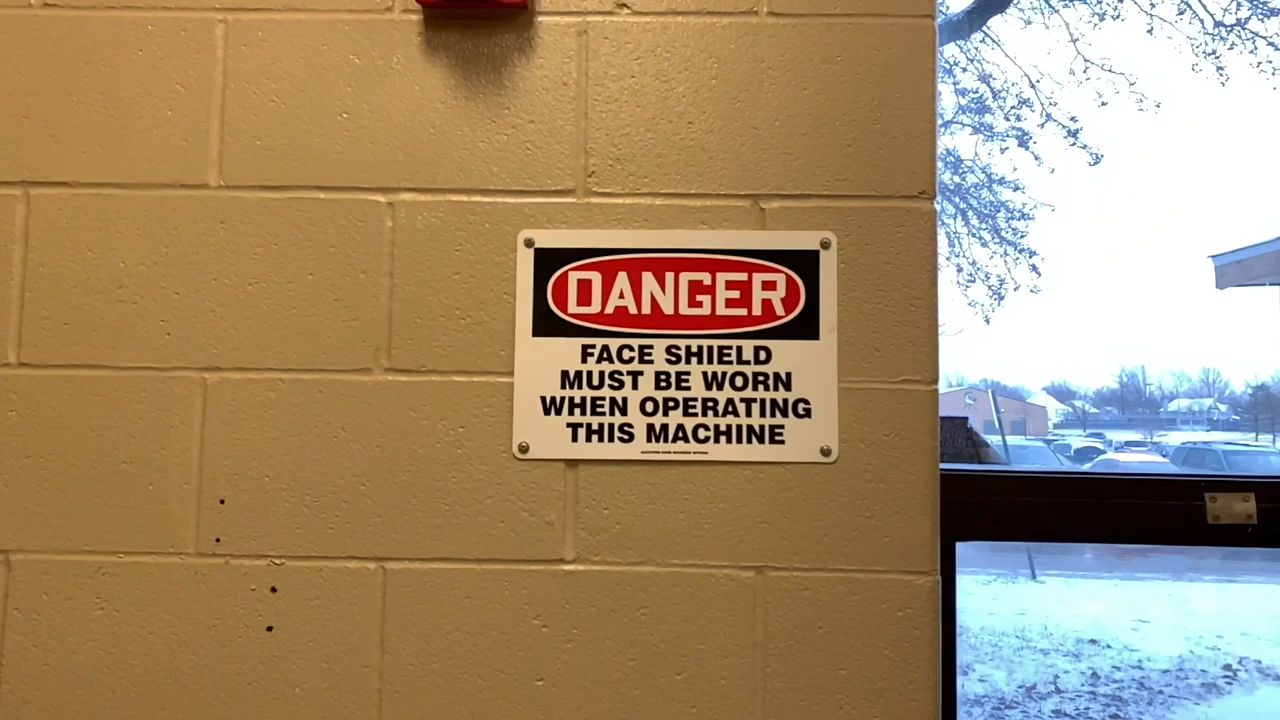 DANGER
FACE SHIELD
MUST BE WORN
WHEN OPERATING
THIS MACHINE